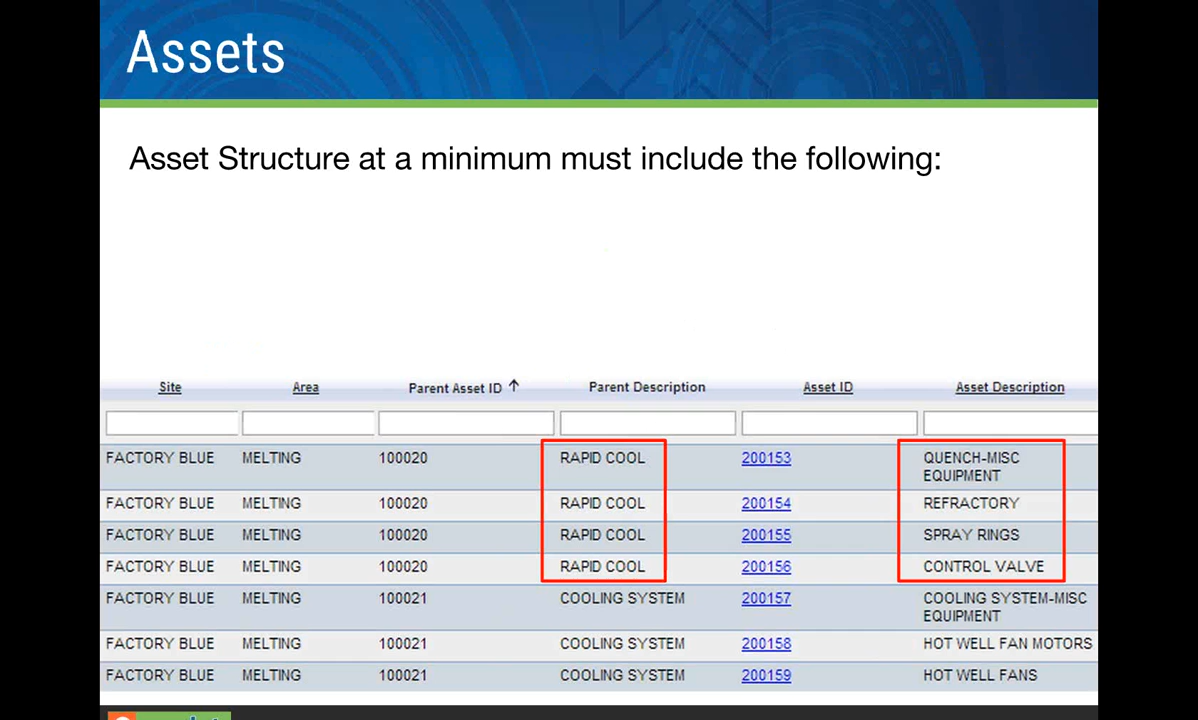 Assets
Asset Structure at a minimum must include the following:
Site Area Parent Asset ID ↑ Parent Description Asset ID Asset Description
FACTORY BLUE MELTING 100020 RAPID COOL 200153 QUENCH-MISC
EQUIPMENT
FACTORY BLUE MELTING 100020 RAPID COOL 200154 REFRACTORY
FACTORY BLUE MELTING 100020 RAPID COOL 200155 SPRAY RINGS
FACTORY BLUE MELTING 100020 RAPID COOL 200156 CONTROL VALVE
FACTORY BLUE MELTING 100021 COOLING SYSTEM 200157 COOLING SYSTEM-MISC
EQUIPMENT
FACTORY BLUE MELTING 100021 COOLING SYSTEM 200158 HOT WELL FAN MOTORS
FACTORY BLUE MELTING 100021 COOLING SYSTEM 200159 HOT WELL FANS